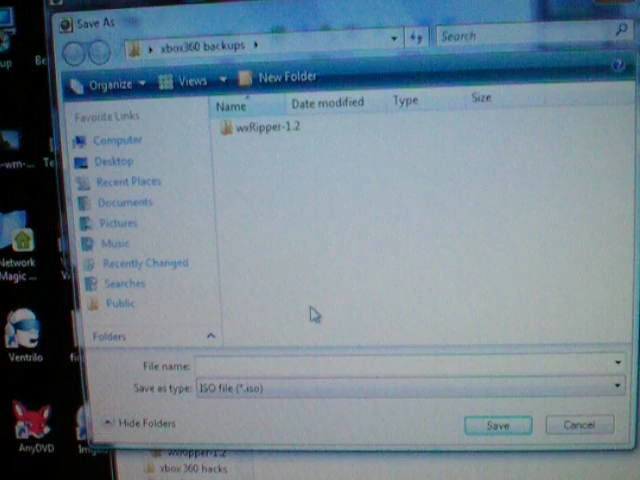 Save As
xbox360 backups
Search
Organize
Views
New Folder
Favorite Links
Name
Date modified
Type
Size
Computer
wxRipper-1.2
Desktop
Recent Places
Documents
Pictures
Music
Recently Changed
Searches
Public
Folders
File name:
Save as type: ISO file (*.iso)
Hide Folders
Save
Cancel
Network
Magic ...
Ventrilo
AnyDVD
wxRipper-1.2
xbox 360 hacks